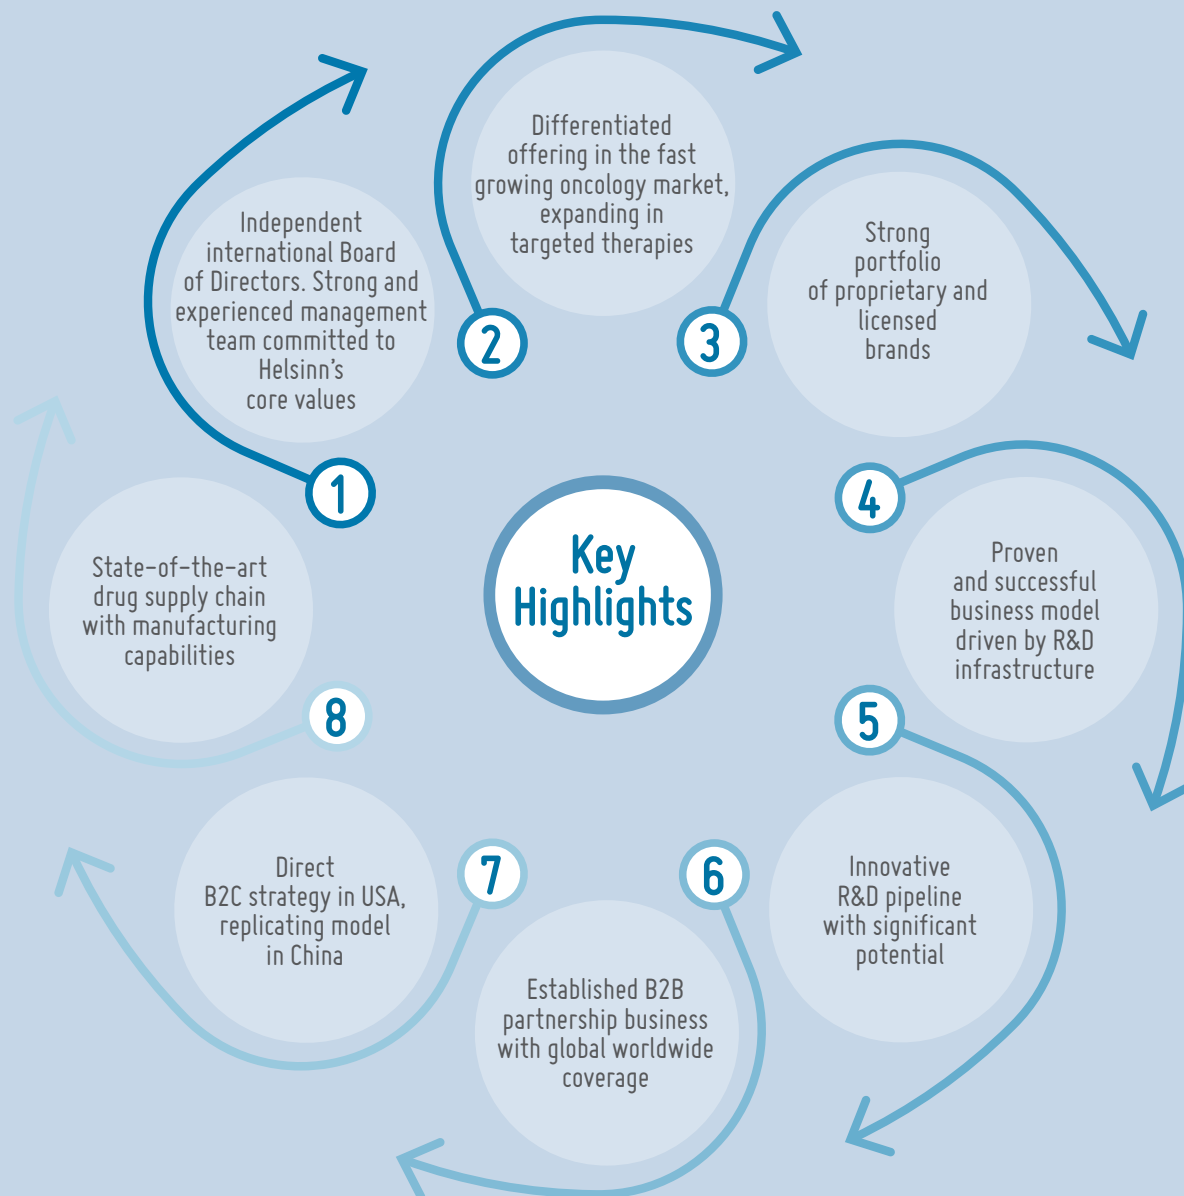 Key
Highlights
1
Independent
international Board
of Directors. Strong and
experienced management
team committed to
Helsinn’s
core values
2
Differentiated
offering in the fast
growing oncology market,
expanding in
targeted therapies
3
Strong
portfolio
of proprietary and
licensed
brands
4
Proven
and successful
business model
driven by R&D
infrastructure
5
Innovative
R&D pipeline
with significant
potential
6
Established B2B
partnership business
with global worldwide
coverage
7
Direct
B2C strategy in USA,
replicating model
in China
8
State-of-the-art
drug supply chain
with manufacturing
capabilities